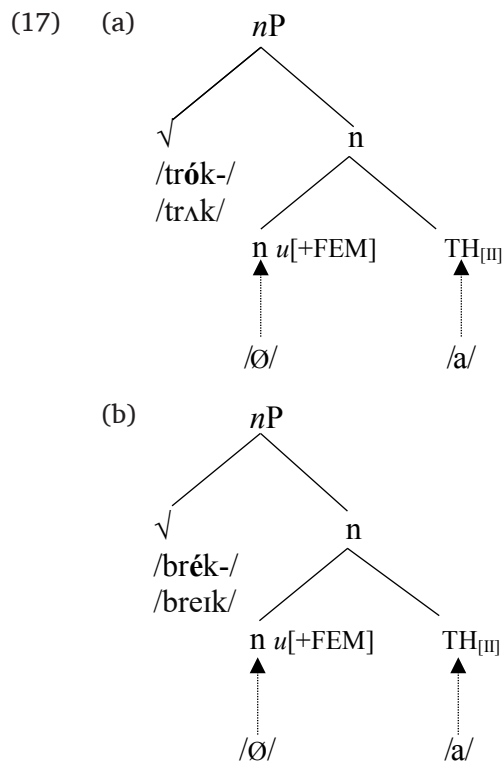 (17) (a) nP
√ n
/trók-/
/trʌk/
n u[+FEM] TH[II]
/Ø/ /a/
(b) nP
√ n
/brék-/
/breɪk/
n u[+FEM] TH[II]
/Ø/ /a/